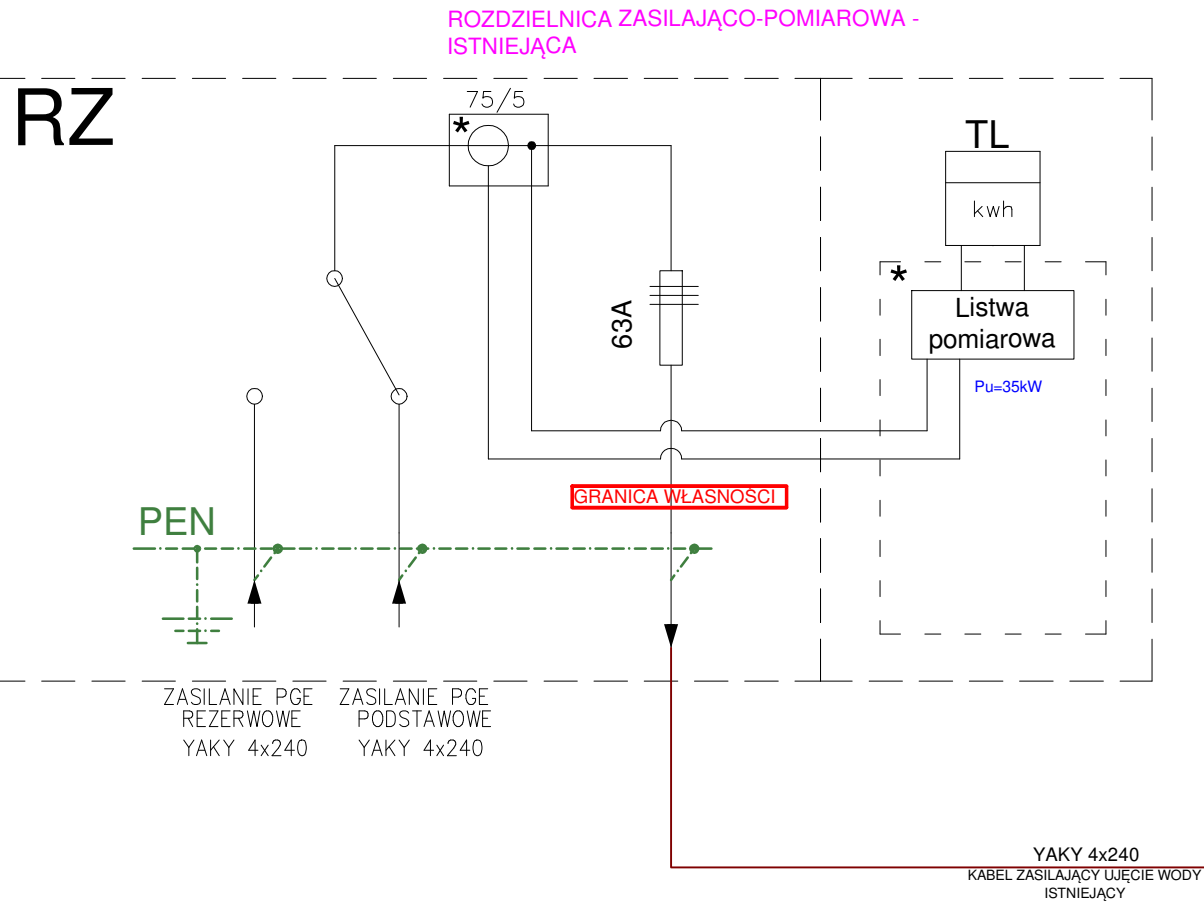 ROZDZIELNICA ZASILAJĄCO-POMIAROWA -
ISTNIEJĄCA
RZ
75/5
*
TL
kwh
*
Listwa
pomiarowa
63A
Pu=35kW
GRANICA WŁASNOŚCI
PEN
ZASILANIE PGE
REZERWOWE
YAKY 4x240
ZASILANIE PGE
PODSTAWOWE
YAKY 4x240
YAKY 4x240
KABEL ZASILAJĄCY UJĘCIE WODY
ISTNIEJĄCY